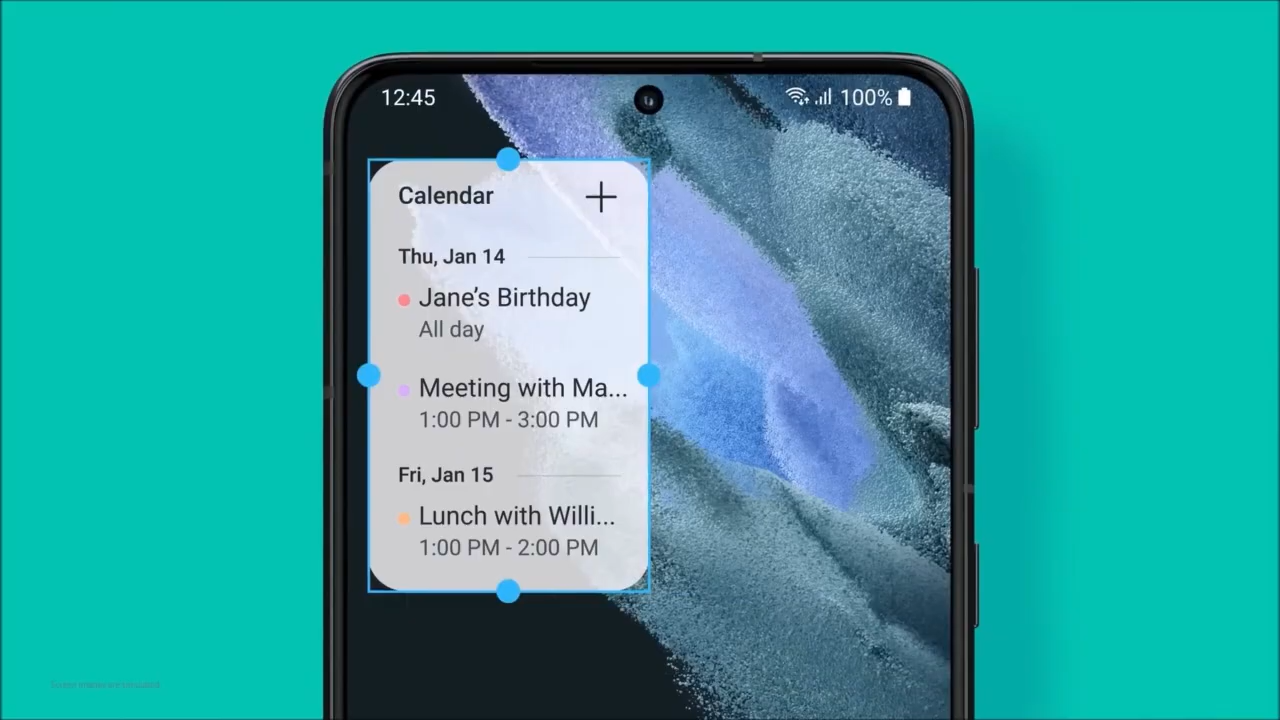 12:45
100%
Calendar
Thu, Jan 14
Jane’s Birthday
All day
Meeting with Ma...
1:00 PM - 3:00 PM
Fri, Jan 15
Lunch with Willi...
1:00 PM - 2:00 PM